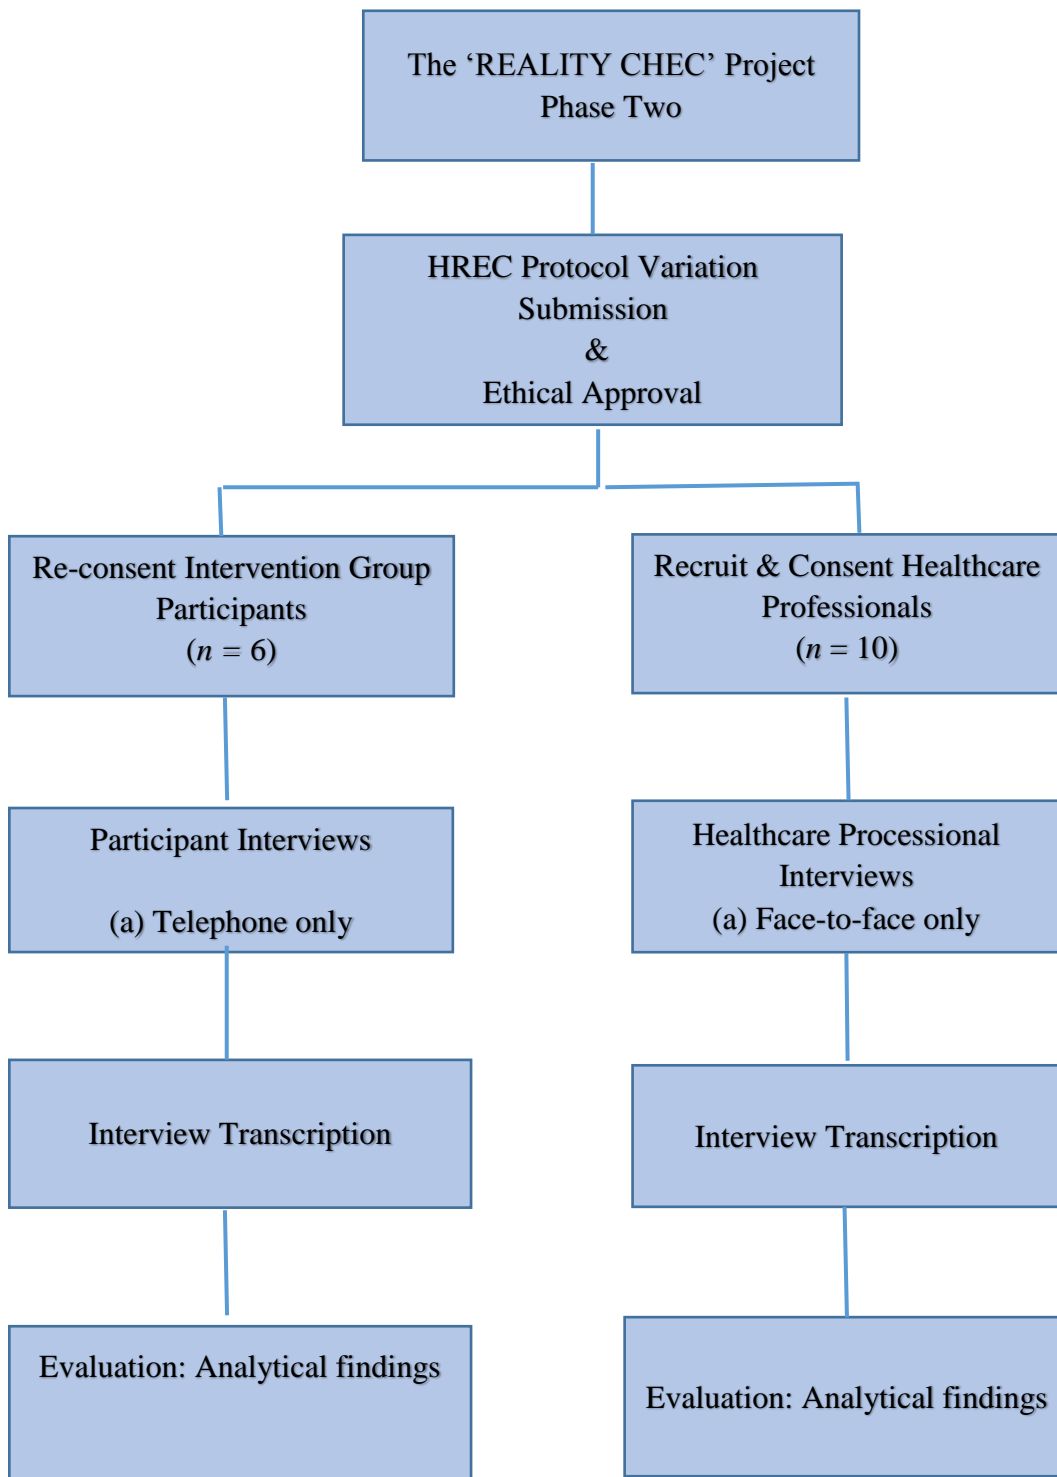 The ‘REALITY CHEC’ Project
Phase Two
HREC Protocol Variation
Submission
&
Ethical Approval
Re-consent Intervention Group
Participants
(n = 6)
Recruit & Consent Healthcare
Professionals
(n = 10)
Participant Interviews
(a) Telephone only
Healthcare Processional
Interviews
(a) Face-to-face only
Interview Transcription
Interview Transcription
Evaluation: Analytical findings
Evaluation: Analytical findings